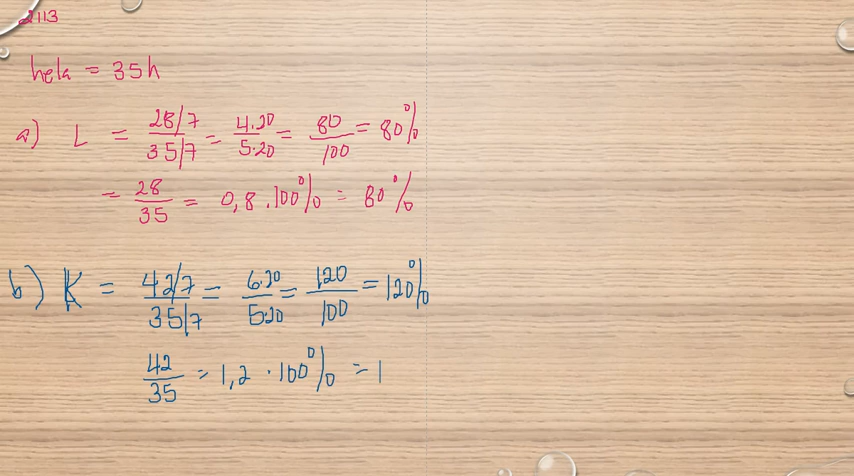 2113
hela = 35h
a) L = 28/7 / 35/7 = 4·20 / 5·20 = 80 / 100 = 80%
= 28 / 35 = 0,8 · 100% = 80%
b) K = 42/7 / 35/7 = 6·20 / 5·20 = 120 / 100 = 120%
42 / 35 = 1,2 · 100% = 1